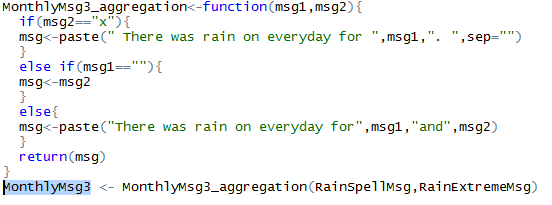 MonthlyMsg3_aggregation<-function(msg1,msg2){
  if(msg2=="x"){
  msg<-paste(" There was rain on everyday for ",msg1,". ",sep="")
  }
  else if(msg1==""){
  msg<-msg2
  }
  else{
  msg<-paste("There was rain on everyday for",msg1,"and",msg2)
  }
  return(msg)
}
MonthlyMsg3 <- MonthlyMsg3_aggregation(RainSpellMsg,RainExtremeMsg)